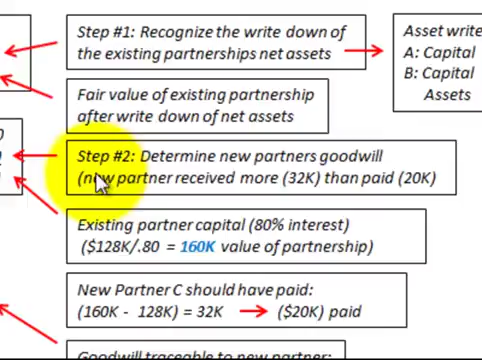 Step #1: Recognize the write down of
the existing partnerships net assets
Asset write
A: Capital
B: Capital
Assets
Fair value of existing partnership
after write down of net assets
Step #2: Determine new partners goodwill
(new partner received more (32K) than paid (20K)
Existing partner capital (80% interest)
($128K/.80 = 160K value of partnership)
New Partner C should have paid:
(160K - 128K) = 32K ($20K) paid
Goodwill traceable to new partner: